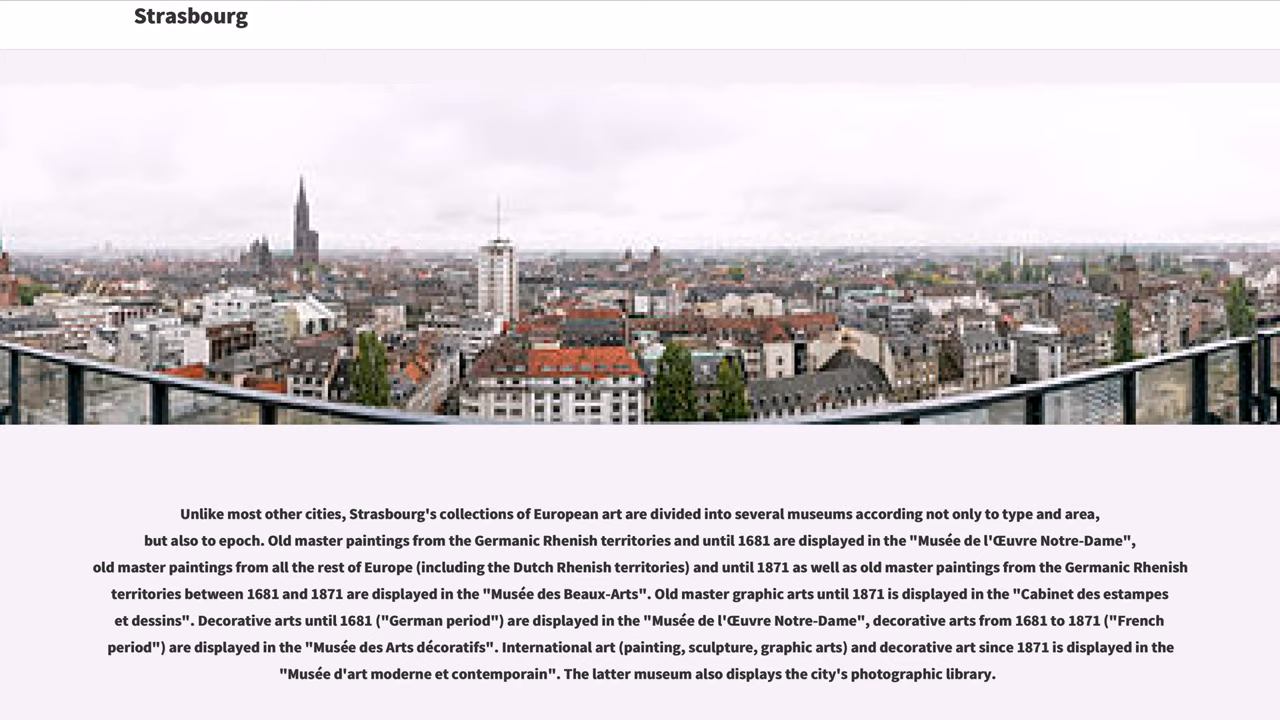 Strasbourg
Unlike most other cities, Strasbourg's collections of European art are divided into several museums according not only to type and area,
but also to epoch. Old master paintings from the Germanic Rhenish territories and until 1681 are displayed in the "Musée de l'Œuvre Notre-Dame",
old master paintings from all the rest of Europe (including the Dutch Rhenish territories) and until 1871 as well as old master paintings from the Germanic Rhenish
territories between 1681 and 1871 are displayed in the "Musée des Beaux-Arts". Old master graphic arts until 1871 is displayed in the "Cabinet des estampes
et dessins". Decorative arts until 1681 ("German period") are displayed in the "Musée de l'Œuvre Notre-Dame", decorative arts from 1681 to 1871 ("French
period") are displayed in the "Musée des Arts décoratifs". International art (painting, sculpture, graphic arts) and decorative art since 1871 is displayed in the
"Musée d'art moderne et contemporain". The latter museum also displays the city's photographic library.